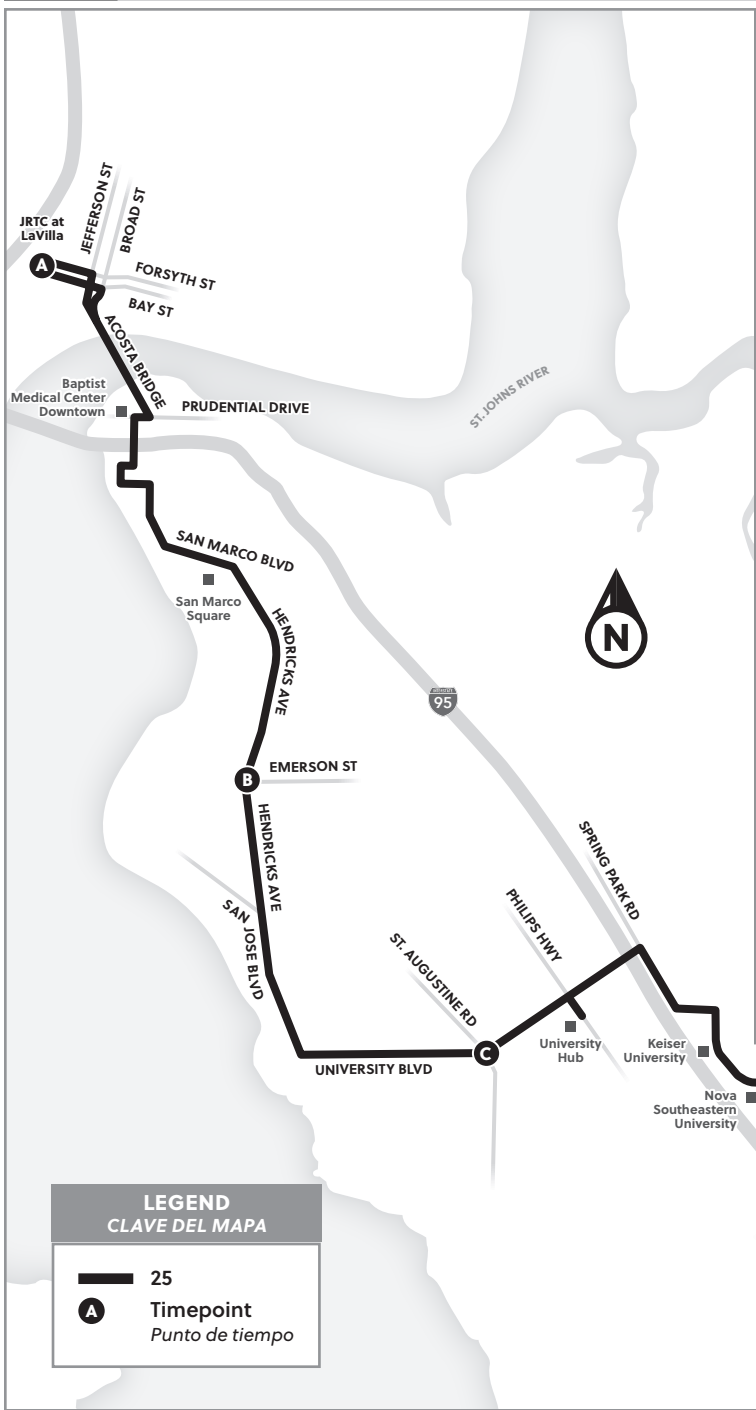 JEFFERSON ST
BROAD ST
JRTC at
LaVilla
A
FORSYTH ST
BAY ST
ACOSTA BRIDGE
Baptist
Medical Center
Downtown
PRUDENTIAL DRIVE
ST. JOHNS RIVER
SAN MARCO BLVD
San Marco
Square
HENDRICKS AVE
N
INTERSTATE
95
EMERSON ST
B
HENDRICKS AVE
SPRING PARK RD
PHILIPS HWY
SAN JOSE BLVD
ST. AUGUSTINE RD
C
University
Hub
Keiser
University
UNIVERSITY BLVD
Nova
Southeastern
University
LEGEND
CLAVE DEL MAPA
25
A
Timepoint
Punto de tiempo